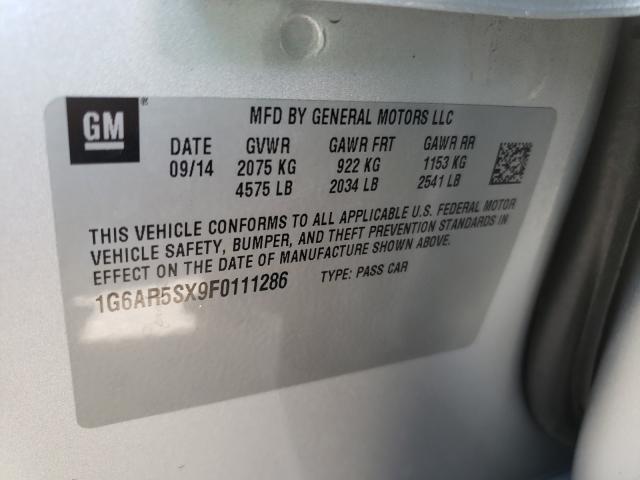 GM
MFD BY GENERAL MOTORS LLC
DATE GVWR GAWR FRT GAWR RR
09/14 2075 KG 922 KG 1153 KG
4575 LB 2034 LB 2541 LB
THIS VEHICLE CONFORMS TO ALL APPLICABLE U.S. FEDERAL MOTOR
VEHICLE SAFETY, BUMPER, AND THEFT PREVENTION STANDARDS IN
EFFECT ON THE DATE OF MANUFACTURE SHOWN ABOVE.
1G6AR5SX9F0111286 TYPE: PASS CAR